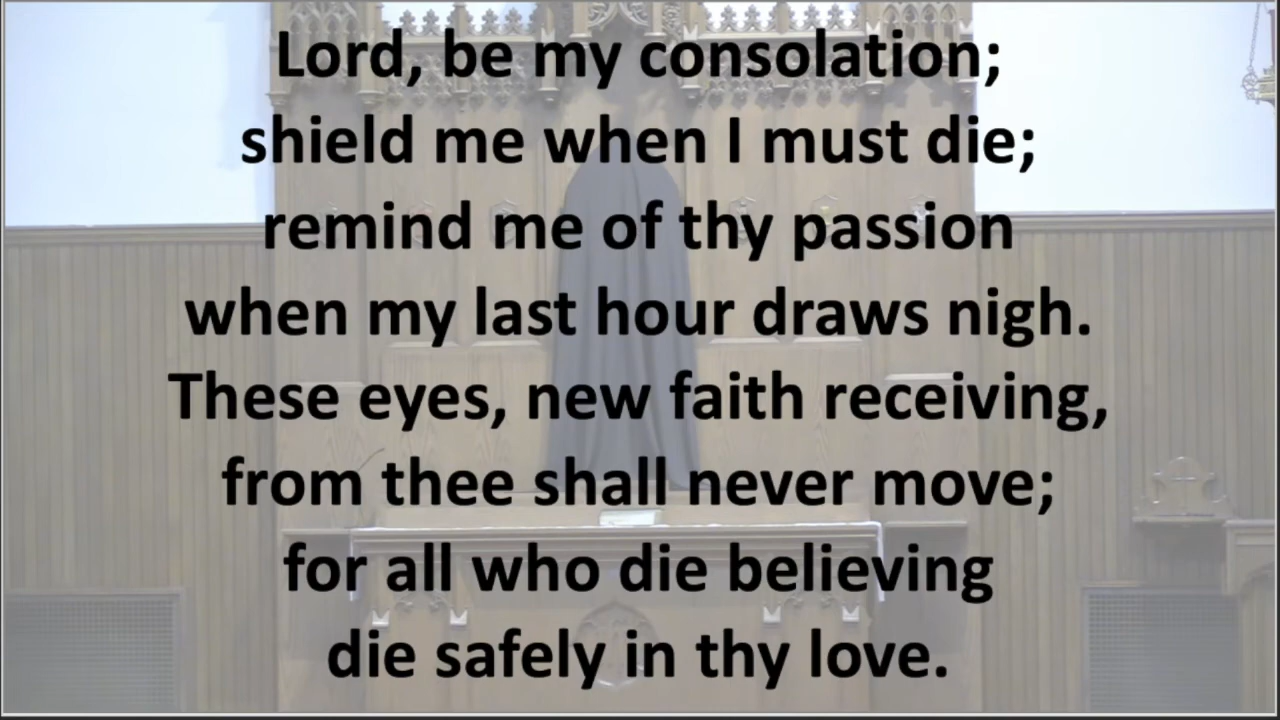 Lord, be my consolation;
shield me when I must die;
remind me of thy passion
when my last hour draws nigh.
These eyes, new faith receiving,
from thee shall never move;
for all who die believing
die safely in thy love.